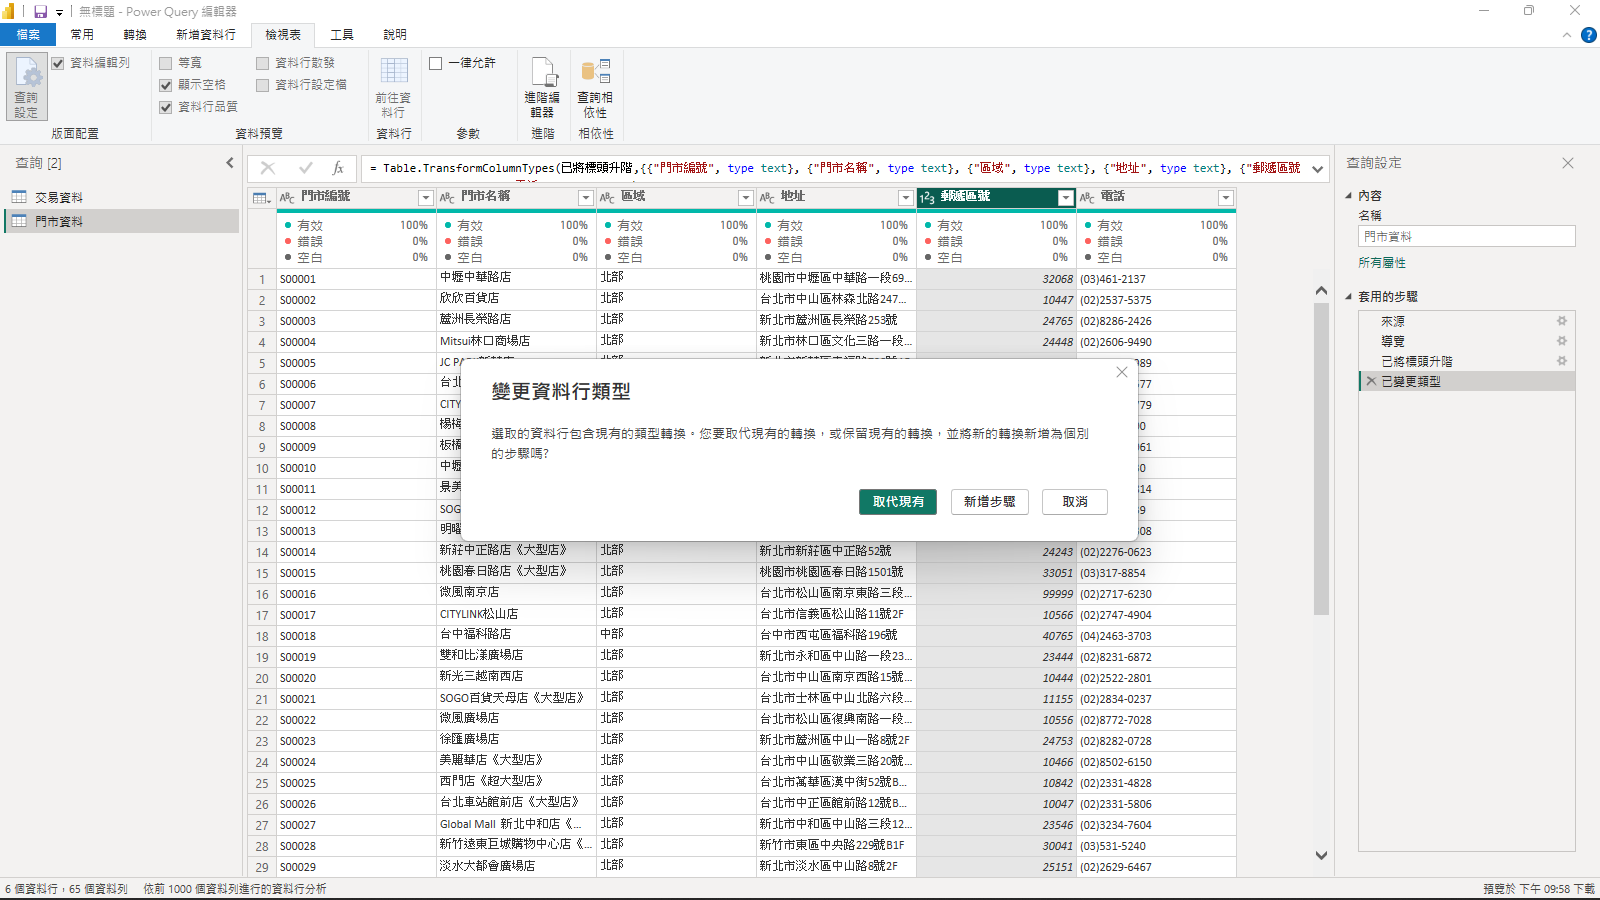 無標題 - Power Query 編輯器
檔案 常用 轉換 新增資料行 檢視表 工具 說明
查詢設定
資料編輯列
版面配置
等寬
顯示空格
資料行品質
資料行散發
資料行設定檔
資料預覽
前往資料行
資料行
一律允許
參數
進階編輯器
進階
查詢相依性
相依性
查詢 [2]
交易資料
門市資料
fx
= Table.TransformColumnTypes(已將標頭升階,{{"門市編號", type text}, {"門市名稱", type text}, {"區域", type text}, {"地址", type text}, {"郵遞區號
門市編號 門市名稱 區域 地址 郵遞區號 電話
有效 100% 有效 100% 有效 100% 有效 100% 有效 100% 有效 100%
錯誤 0% 錯誤 0% 錯誤 0% 錯誤 0% 錯誤 0% 錯誤 0%
空白 0% 空白 0% 空白 0% 空白 0% 空白 0% 空白 0%
1 S00001 中壢中華路店 北部 桃園市中壢區中華路一段69... 32068 (03)461-2137
2 S00002 欣欣百貨店 北部 台北市中山區林森北路247... 10447 (02)2537-5375
3 S00003 蘆洲長榮路店 北部 新北市蘆洲區長榮路253號 24765 (02)8286-2426
4 S00004 Mitsui林口商場店 北部 新北市林口區文化三路一段... 24448 (02)2606-9490
5 S00005
6 S00006 台北
7 S00007 CITY
8 S00008 楊梅
9 S00009 板橋
10 S00010 中壢
11 S00011 景美
12 S00012 SOG
13 S00013 明曜
14 S00014 新莊中正路店《大型店》 北部 新北市新莊區中正路52號 24243 (02)2276-0623
15 S00015 桃園春日路店《大型店》 北部 桃園市桃園區春日路1501號 33051 (03)317-8854
16 S00016 微風南京店 北部 台北市松山區南京東路三段... 99999 (02)2717-6230
17 S00017 CITYLINK松山店 北部 台北市信義區松山路11號2F 10566 (02)2747-4904
18 S00018 台中福科路店 中部 台中市西屯區福科路196號 40765 (04)2463-3703
19 S00019 雙和比漾廣場店 北部 新北市永和區中山路一段23... 23444 (02)8231-6872
20 S00020 新光三越南西店 北部 台北市中山區南京西路15號... 10444 (02)2522-2801
21 S00021 SOGO百貨天母店《大型店》 北部 台北市士林區中山北路六段... 11155 (02)2834-0237
22 S00022 微風廣場店 北部 台北市松山區復興南路一段... 10556 (02)8772-7028
23 S00023 徐匯廣場店 北部 新北市蘆洲區中山一路8號2F 24753 (02)8282-0728
24 S00024 美麗華店《大型店》 北部 台北市中山區敬業三路20號... 10466 (02)8502-6150
25 S00025 西門店《超大型店》 北部 台北市萬華區漢中街52號B... 10842 (02)2331-4828
26 S00026 台北車站館前店《大型店》 北部 台北市中正區館前路12號B... 10047 (02)2331-5806
27 S00027 Global Mall 新北中和店《... 北部 新北市中和區中山路三段12... 23546 (02)3234-7604
28 S00028 新竹遠東巨城購物中心店《... 北部 新竹市東區中央路229號B1F 30041 (03)531-5240
29 S00029 淡水大都會廣場店 北部 新北市淡水區中山路8號2F 25151 (02)2629-6467
變更資料行類型
選取的資料行包含現有的類型轉換。您要取代現有的轉換，或保留現有的轉換，並將新的轉換新增為個別
的步驟嗎?
取代現有 新增步驟 取消
查詢設定
內容
名稱
門市資料
所有屬性
套用的步驟
來源
導覽
已將標頭升階
已變更類型
6 個資料行，65 個資料列 依前 1000 個資料列進行的資料行分析
預覽於 下午 09:58 下載